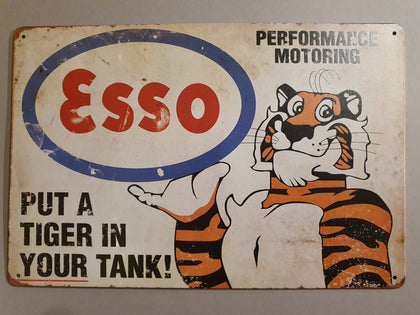 Esso
PERFORMANCE
MOTORING
PUT A
TIGER IN
YOUR TANK!